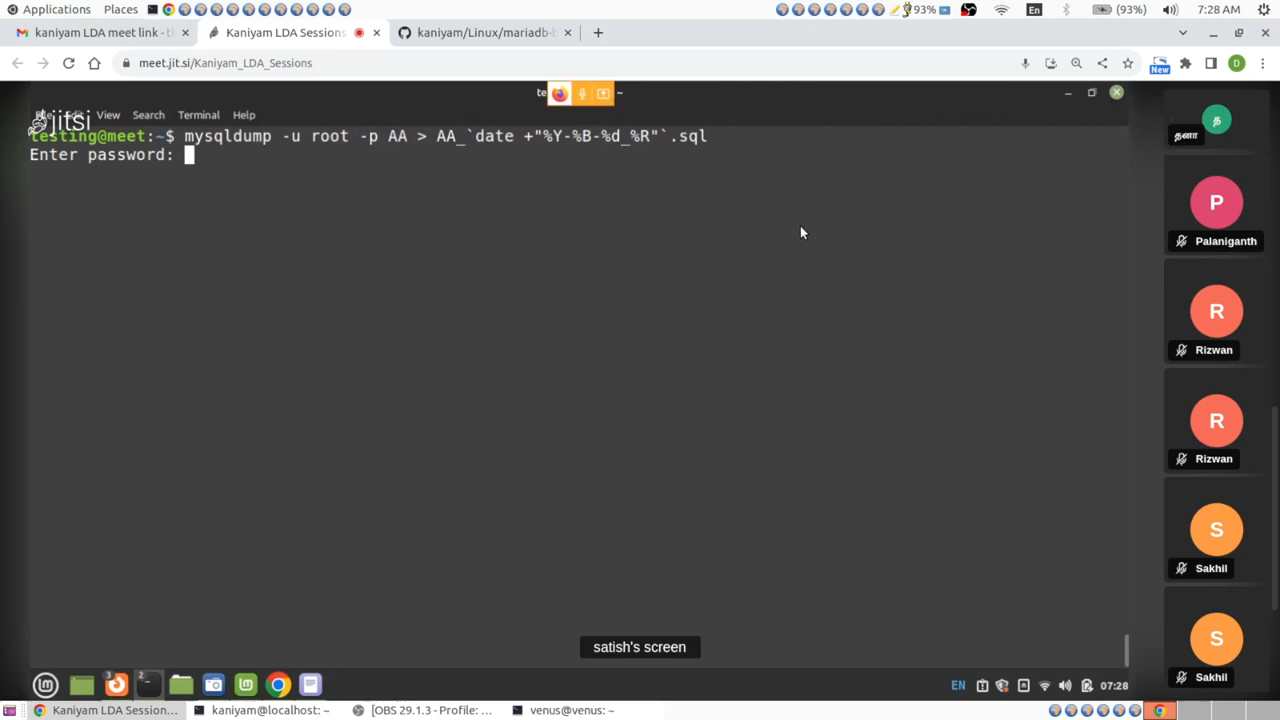 Applications Places 93% En (93%) 7:28 AM
kaniyam LDA meet link - t Kaniyam LDA Sessions kaniyam/Linux/mariadb-
meet.jit.si/Kaniyam_LDA_Sessions New D
te ~
jitsi View Search Terminal Help
testing@meet:~$ mysqldump -u root -p AA > AA_`date +"%Y-%B-%d_%R"`.sql
Enter password:
த
தனா
P
Palaniganth
R
Rizwan
R
Rizwan
S
Sakhil
S
Sakhil
satish's screen
3 2 EN 07:28
Kaniyam LDA Session... kaniyam@localhost: ~ [OBS 29.1.3 - Profile: ... venus@venus: ~